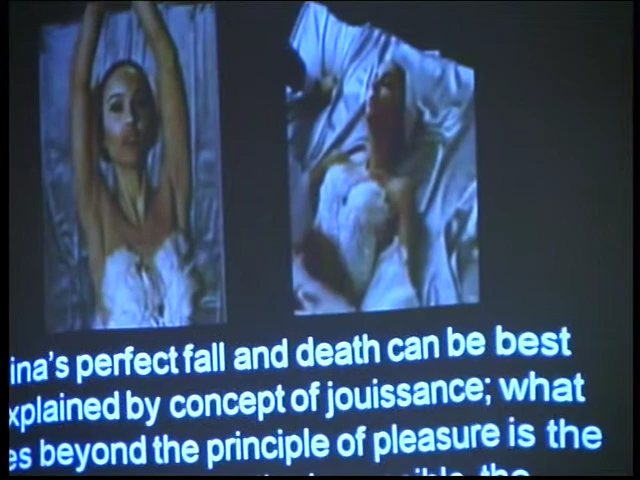 ina's perfect fall and death can be best
xplained by concept of jouissance; what
es beyond the principle of pleasure is the
the